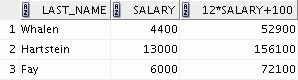 LAST_NAME SALARY 12*SALARY+100
1 Whalen 4400 52900
2 Hartstein 13000 156100
3 Fay 6000 72100